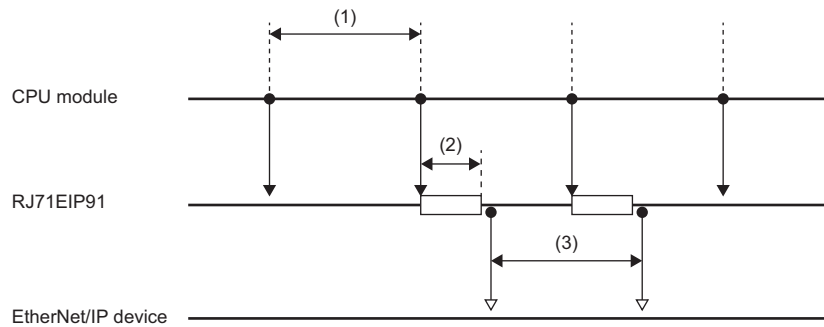 (1)
CPU module
(2)
RJ71EIP91
(3)
EtherNet/IP device